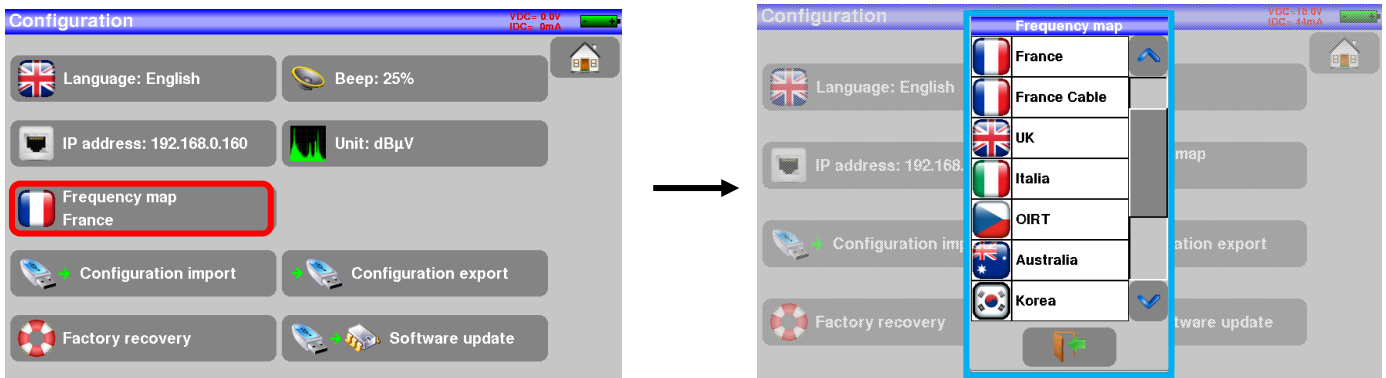 Configuration
VDC= 0.0V
IDC= 0mA
Language: English
Beep: 25%
IP address: 192.168.0.160
Unit: dBµV
Frequency map
France
Configuration import
Configuration export
Factory recovery
Software update
Configuration
Frequency map
Language: English
IP address: 192.168.
map
Configuration imp
ation export
Factory recovery
tware update
France
France Cable
UK
Italia
OIRT
Australia
Korea